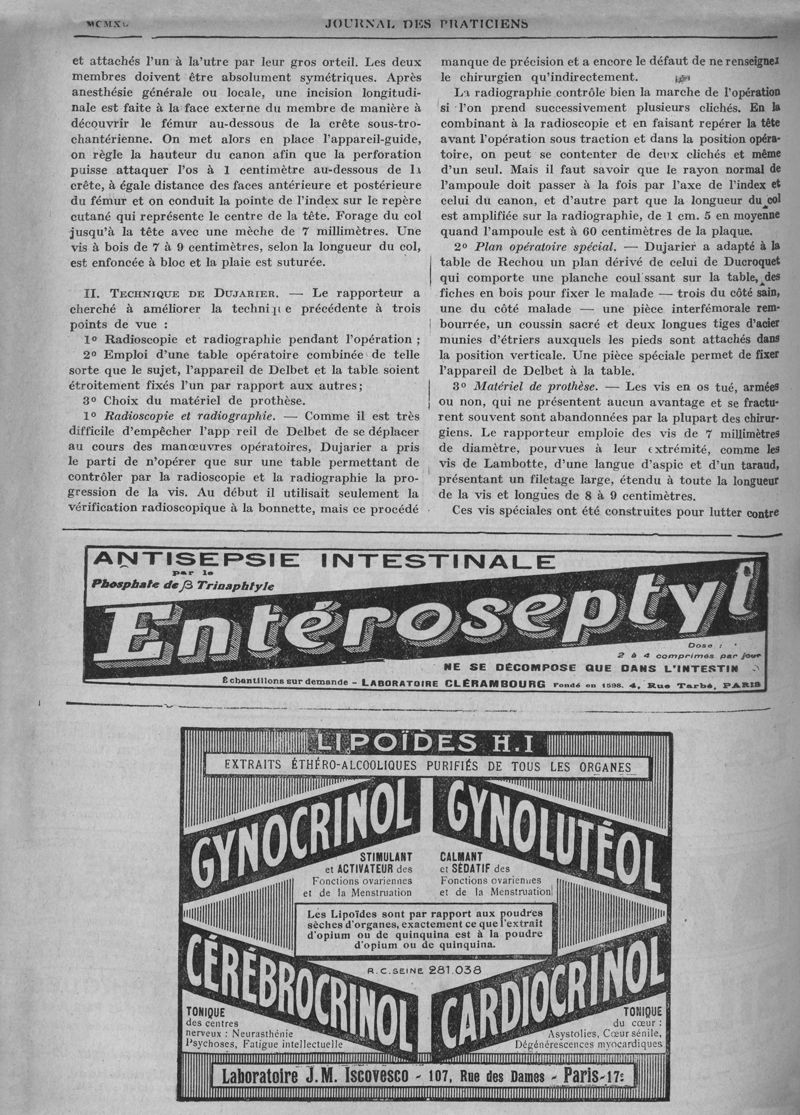 MCMX
JOURNAL DES PRATICIENS
et attachés l'un à la'utre par leur gros orteil. Les deux
membres doivent être absolument symétriques. Après
anesthésie générale ou locale, une incision longitudi-
nale est faite à la face externe du membre de manière à
découvrir le fémur au-dessous de la crête sous-tro-
chantérienne. On met alors en place l'appareil-guide,
on règle la hauteur du canon afin que la perforation
puisse attaquer l'os à 1 centimètre au-dessous de la
crête, à égale distance des faces antérieure et postérieure
du fémur et on conduit la pointe de l'index sur le repère
cutané qui représente le centre de la tête. Forage du col
jusqu'à la tête avec une mèche de 7 millimètres. Une
vis à bois de 7 à 9 centimètres, selon la longueur du col,
est enfoncée à bloc et la plaie est suturée.
II. TECHNIQUE DE DUJARIER. — Le rapporteur a
cherché à améliorer la techni e précédente à trois
points de vue :
1º Radioscopie et radiographie pendant l'opération ;
2º Emploi d'une table opératoire combinée de telle
sorte que le sujet, l'appareil de Delbet et la table soient
étroitement fixés l'un par rapport aux autres;
3º Choix du matériel de prothèse.
1º Radioscopie et radiographie. — Comme il est très
difficile d'empêcher l'app reil de Delbet de se déplacer
au cours des manœuvres opératoires, Dujarier a pris
le parti de n'opérer que sur une table permettant de
contrôler par la radioscopie et la radiographie la pro-
gression de la vis. Au début il utilisait seulement la
vérification radioscopique à la bonnette, mais ce procédé
manque de précision et a encore le défaut de ne renseigner
le chirurgien qu'indirectement.
La radiographie contrôle bien la marche de l'opération
si l'on prend successivement plusieurs clichés. En la
combinant à la radioscopie et en faisant repérer la tête
avant l'opération sous traction et dans la position opéra-
toire, on peut se contenter de deux clichés et même
d'un seul. Mais il faut savoir que le rayon normal de
l'ampoule doit passer à la fois par l'axe de l'index et
celui du canon, et d'autre part que la longueur du col
est amplifiée sur la radiographie, de 1 cm. 5 en moyenne
quand l'ampoule est à 60 centimètres de la plaque.
2º Plan opératoire spécial. — Dujarier a adapté à la
table de Rechou un plan dérivé de celui de Ducroquet
qui comporte une planche coul ssant sur la table, des
fiches en bois pour fixer le malade — trois du côté sain,
une du côté malade — une pièce interfémorale rem-
bourrée, un coussin sacré et deux longues tiges d'acier
munies d'étriers auxquels les pieds sont attachés dans
la position verticale. Une pièce spéciale permet de fixer
l'appareil de Delbet à la table.
3º Matériel de prothèse. — Les vis en os tué, armées
ou non, qui ne présentent aucun avantage et se fractu-
rent souvent sont abandonnées par la plupart des chirur-
giens. Le rapporteur emploie des vis de 7 millimètres
de diamètre, pourvues à leur extrémité, comme les
vis de Lambotte, d'une langue d'aspic et d'un taraud,
présentant un filetage large, étendu à toute la longueur
de la vis et longues de 8 à 9 centimètres.
Ces vis spéciales ont été construites pour lutter contre
ANTISEPSIE INTESTINALE
par le
Phosphate de β Trinaphtyle
Entéroseptyl
Dose :
2 à 4 comprimés par jour
NE SE DÉCOMPOSE QUE DANS L'INTESTIN
Échantillons sur demande - LABORATOIRE CLÉRAMBOURG Fondé en 1898. 4, Rue Tarbé, PARIS
LIPOÏDES H.I
EXTRAITS ÉTHÉRO-ALCOOLIQUES PURIFIÉS DE TOUS LES ORGANES
GYNOCRINOL
STIMULANT
et ACTIVATEUR des
Fonctions ovariennes
et de la Menstruation
GYNOLUTÉOL
CALMANT
et SÉDATIF des
Fonctions ovariennes
et de la Menstruation
Les Lipoïdes sont par rapport aux poudres
sèches d'organes, exactement ce que l'extrait
d'opium ou de quinquina est à la poudre
d'opium ou de quinquina.
R.C. SEINE 281.038
CÉRÉBROCRINOL
TONIQUE
des centres
nerveux : Neurasthénie
Psychoses, Fatigue intellectuelle
CARDIOCRINOL
TONIQUE
du cœur :
Asystolies, Cœur sénile,
Dégénérescences myocardiques
Laboratoire J.M. Iscovesco - 107, Rue des Dames - Paris-17e